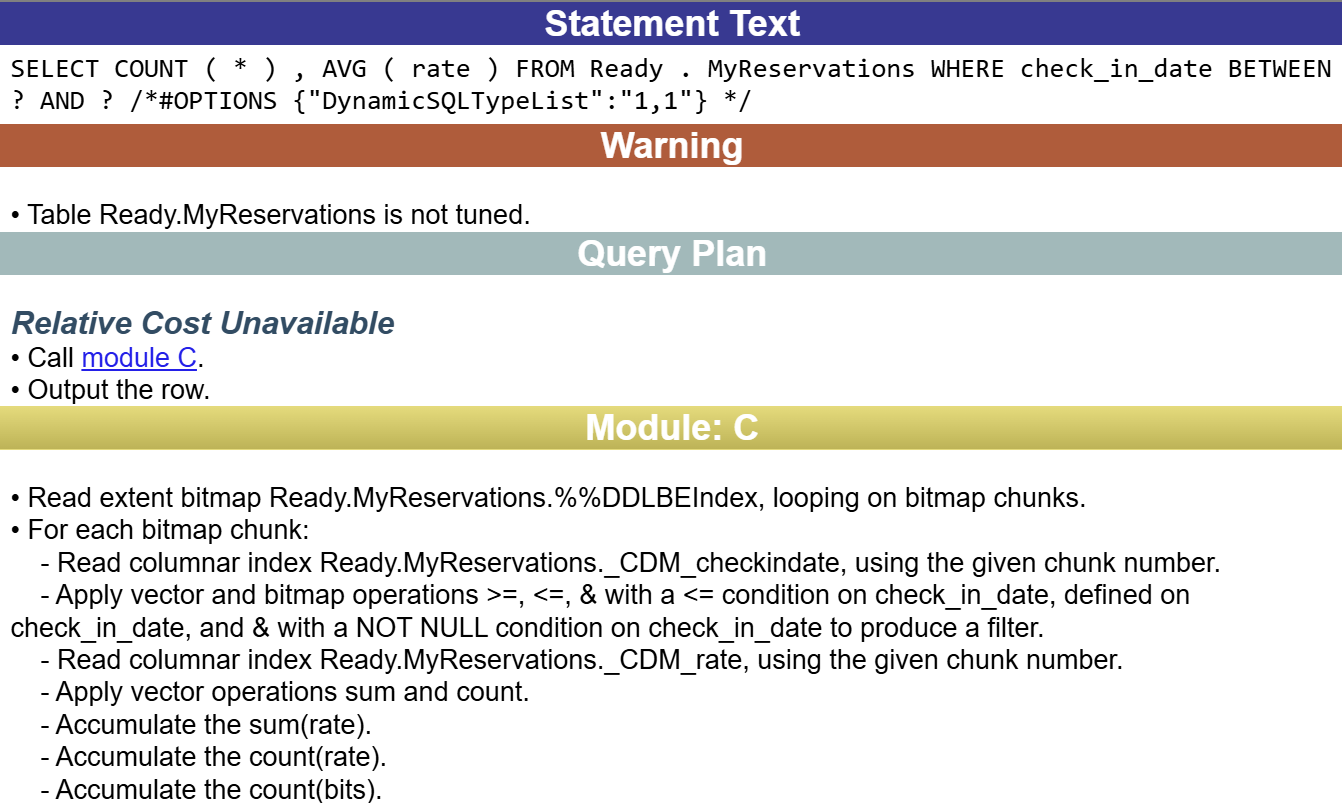 Statement Text
SELECT COUNT ( * ) , AVG ( rate ) FROM Ready . MyReservations WHERE check_in_date BETWEEN
? AND ? /*#OPTIONS {"DynamicSQLTypeList":"1,1"} */
Warning
• Table Ready.MyReservations is not tuned.
Query Plan
Relative Cost Unavailable
• Call module C.
• Output the row.
Module: C
• Read extent bitmap Ready.MyReservations.%%DDLBEIndex, looping on bitmap chunks.
• For each bitmap chunk:
- Read columnar index Ready.MyReservations._CDM_checkindate, using the given chunk number.
- Apply vector and bitmap operations >=, <=, & with a <= condition on check_in_date, defined on
check_in_date, and & with a NOT NULL condition on check_in_date to produce a filter.
- Read columnar index Ready.MyReservations._CDM_rate, using the given chunk number.
- Apply vector operations sum and count.
- Accumulate the sum(rate).
- Accumulate the count(rate).
- Accumulate the count(bits).